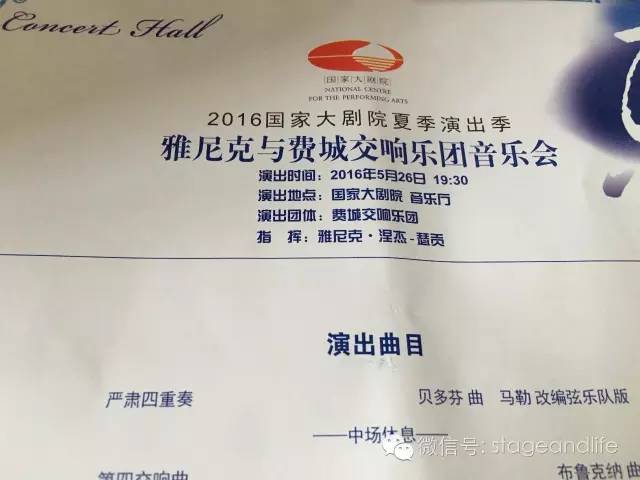 Concert Hall
国家大剧院
NATIONAL CENTRE
FOR THE PERFORMING ARTS
2016国家大剧院夏季演出季
雅尼克与费城交响乐团音乐会
演出时间: 2016年5月26日 19:30
演出地点: 国家大剧院 音乐厅
演出团体: 费城交响乐团
指 挥: 雅尼克·涅杰-瑟贡
演出曲目
严肃四重奏 贝多芬 曲 马勒 改编弦乐队版
——中场休息——
第四交响曲 布鲁克纳 曲
微信号: stageandlife